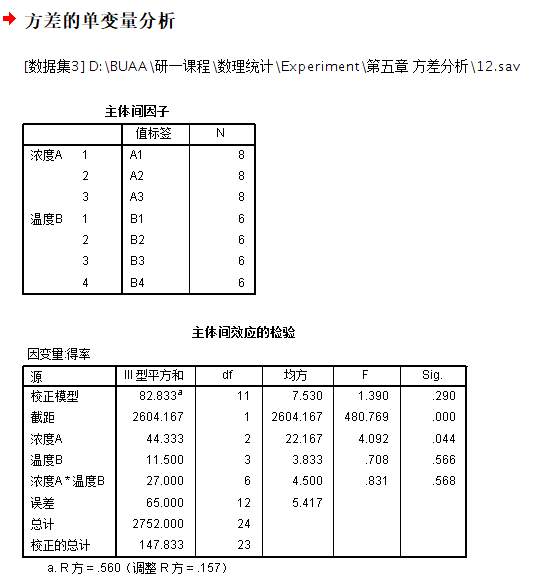 方差的单变量分析
[数据集3] D:\BUAA\研一课程\数理统计\Experiment\第五章 方差分析\12.sav
主体间因子
值标签 N
浓度A 1 A1 8
2 A2 8
3 A3 8
温度B 1 B1 6
2 B2 6
3 B3 6
4 B4 6
主体间效应的检验
因变量:得率
源 III 型平方和 df 均方 F Sig.
校正模型 82.833a 11 7.530 1.390 .290
截距 2604.167 1 2604.167 480.769 .000
浓度A 44.333 2 22.167 4.092 .044
温度B 11.500 3 3.833 .708 .566
浓度A * 温度B 27.000 6 4.500 .831 .568
误差 65.000 12 5.417
总计 2752.000 24
校正的总计 147.833 23
a. R 方 = .560（调整 R 方 = .157）